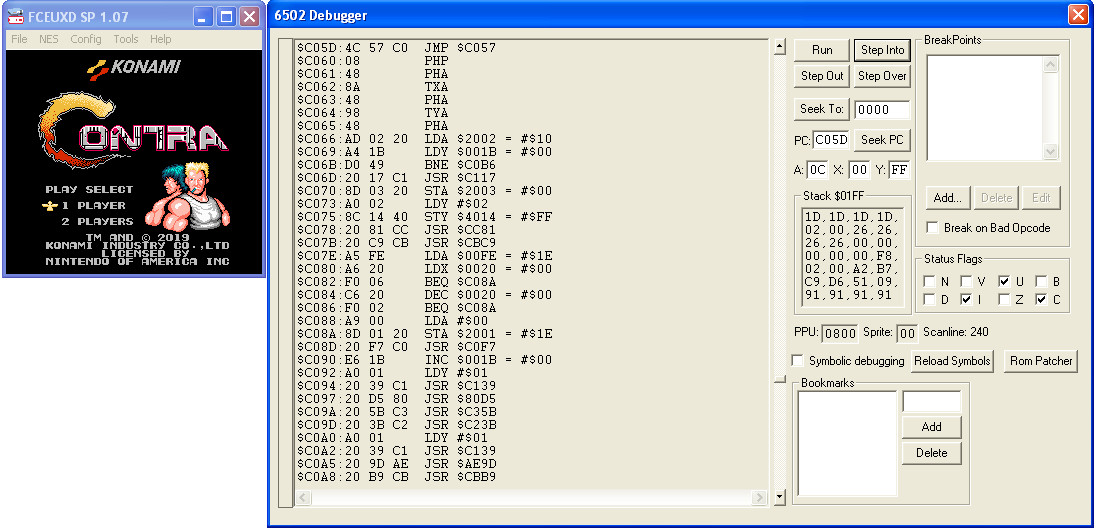 FCEUXD SP 1.07
File NES Config Tools Help
KONAMI
CONTRA
PLAY SELECT
1 PLAYER
2 PLAYERS
TM AND © 2019
KONAMI INDUSTRY CO.,LTD
LICENSED BY
NINTENDO OF AMERICA INC
6502 Debugger
$C05D:4C 57 C0 JMP $C057
$C060:08 PHP
$C061:48 PHA
$C062:8A TXA
$C063:48 PHA
$C064:98 TYA
$C065:48 PHA
$C066:AD 02 20 LDA $2002 = #$10
$C069:A4 1B LDY $001B = #$00
$C06B:D0 49 BNE $C0B6
$C06D:20 17 C1 JSR $C117
$C070:8D 03 20 STA $2003 = #$00
$C073:A0 02 LDY #$02
$C075:8C 14 40 STY $4014 = #$FF
$C078:20 81 CC JSR $CC81
$C07B:20 C9 CB JSR $CBC9
$C07E:A5 FE LDA $00FE = #$1E
$C080:A6 20 LDX $0020 = #$00
$C082:F0 06 BEQ $C08A
$C084:C6 20 DEC $0020 = #$00
$C086:F0 02 BEQ $C08A
$C088:A9 00 LDA #$00
$C08A:8D 01 20 STA $2001 = #$1E
$C08D:20 F7 C0 JSR $C0F7
$C090:E6 1B INC $001B = #$00
$C092:A0 01 LDY #$01
$C094:20 39 C1 JSR $C139
$C097:20 D5 80 JSR $80D5
$C09A:20 5B C3 JSR $C35B
$C09D:20 3B C2 JSR $C23B
$C0A0:A0 01 LDY #$01
$C0A2:20 39 C1 JSR $C139
$C0A5:20 9D AE JSR $AE9D
$C0A8:20 B9 CB JSR $CBB9
Run Step Into
Step Out Step Over
Seek To: 0000
PC: C05D Seek PC
A: 0C X: 00 Y: FF
Stack $01FF
1D,1D,1D,1D,
02,00,26,26,
26,26,00,00,
00,00,00,F8,
02,00,A2,B7,
C9,D6,51,09,
91,91,91,91
BreakPoints
Add... Delete Edit
Break on Bad Opcode
Status Flags
N V U B
D I Z C
PPU: 0800 Sprite: 00 Scanline: 240
Symbolic debugging Reload Symbols Rom Patcher
Bookmarks
Add
Delete